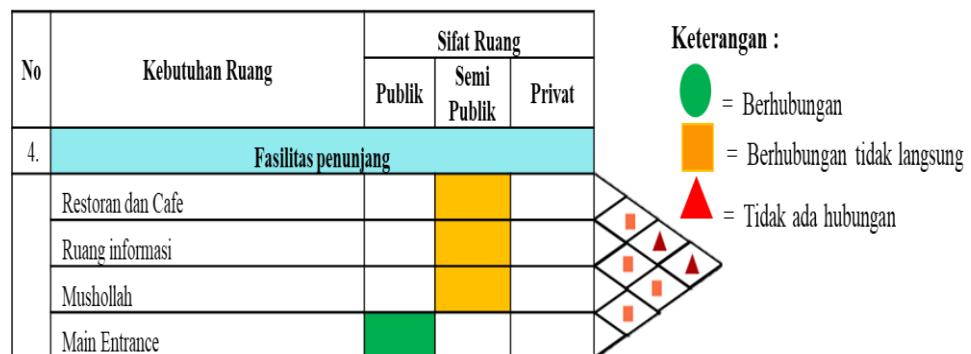 No
Kebutuhan Ruang
Sifat Ruang
Publik
Semi
Publik
Privat
4.
Fasilitas penunjang
Restoran dan Cafe
Ruang informasi
Mushollah
Main Entrance
Keterangan :
= Berhubungan
= Berhubungan tidak langsung
= Tidak ada hubungan